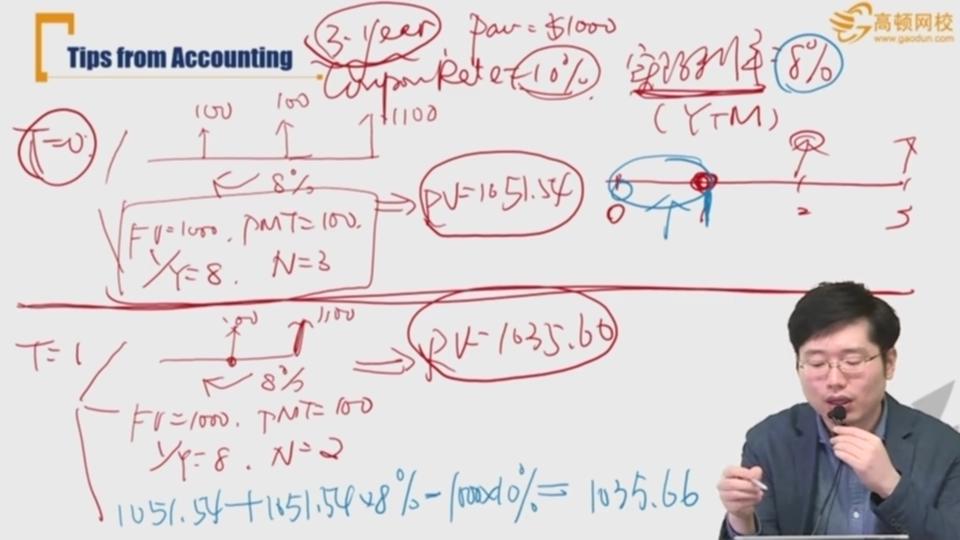 高顿网校
www.gaodun.com
Tips from Accounting
3-year Par = $1000
Coupon Rate = 10% 实际利率 = 8%
(YTM)
T=0 100 100 1100
8%
FV=1000. PMT=100.
I/Y=8. N=3
PV=1051.54
0 1 2 3
T=1 100 1100
8%
FV=1000. PMT=100
I/Y=8. N=2
PV=1035.66
1051.54+1051.54×8%-1000×10%= 1035.66